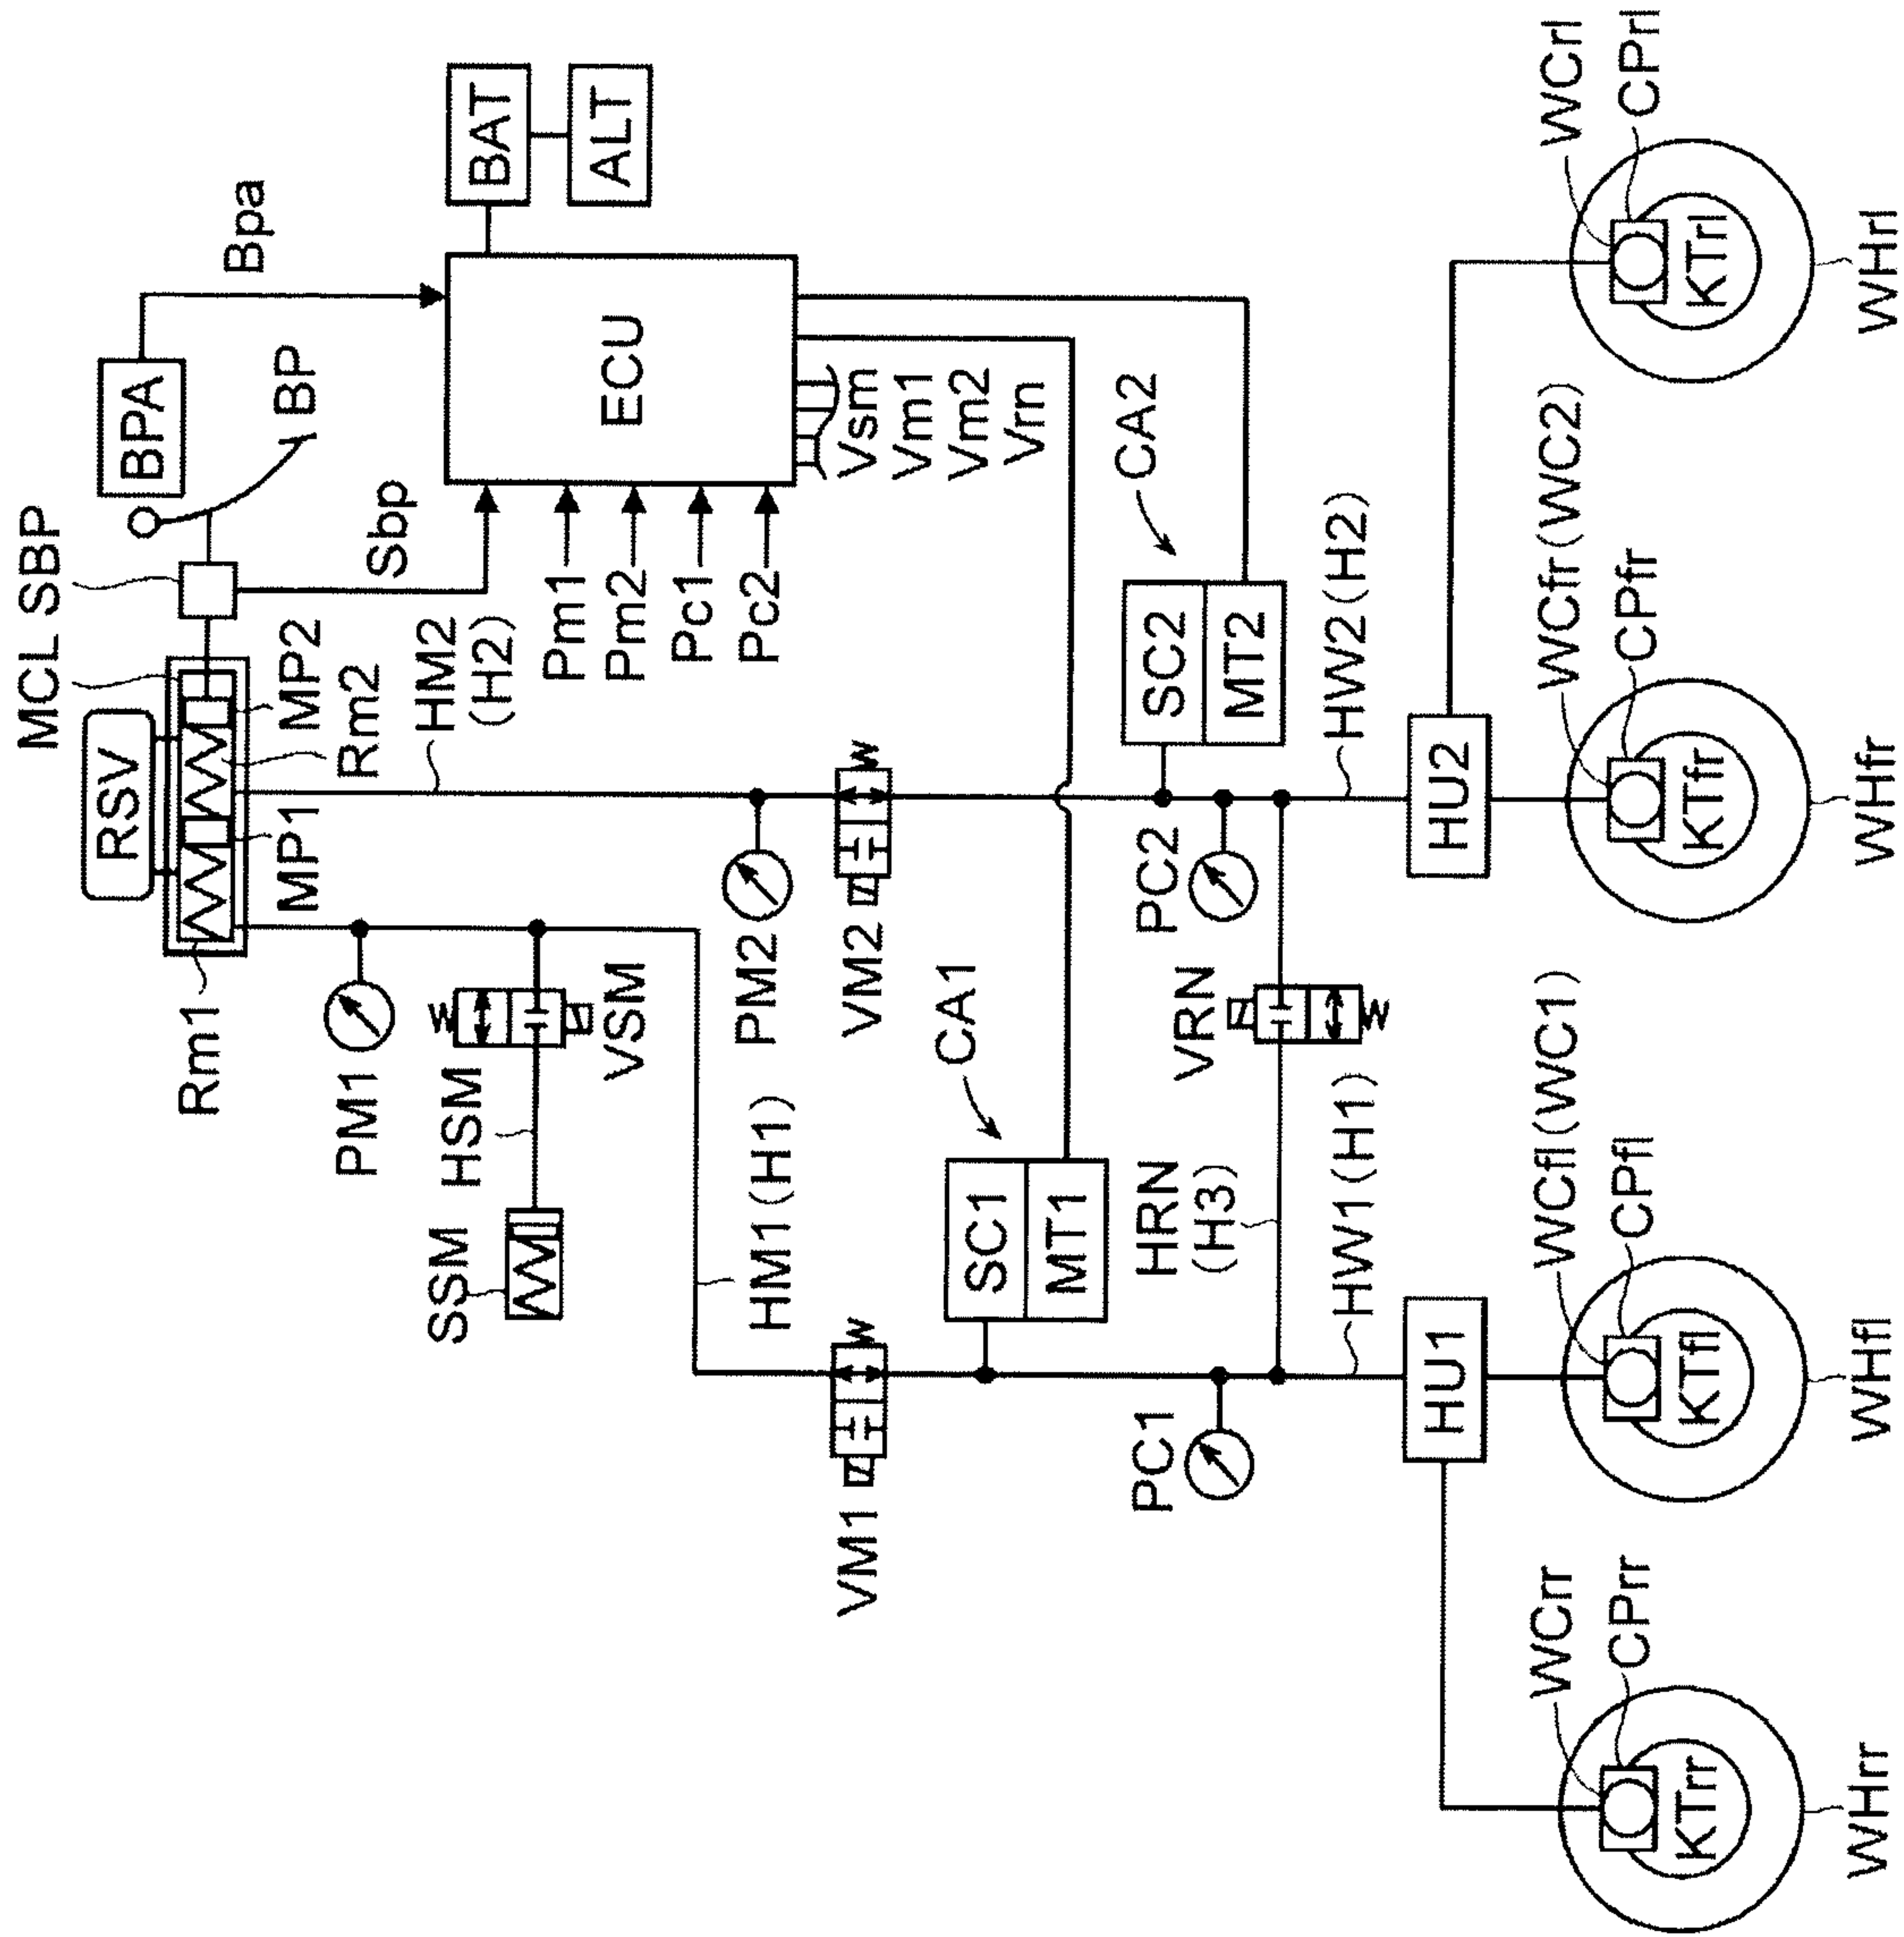 MCL SBP
RSV
BPA
Bpa
BP
MP2
Rm2
MP1
Rm1
HM2
(H2)
Sbp
Pm1
Pm2
Pc1
Pc2
ECU
BAT
ALT
Vsm
Vm1
Vm2
Vrn
PM1
HSM
VSM
SSM
PM2
VM2
HM1(H1)
VM1
CA1
SC1
MT1
CA2
SC2
MT2
PC2
HW2(H2)
VRN
HRN
(H3)
HW1(H1)
PC1
HU1
HU2
WCrr
CPrr
KTrr
WHrr
WCfl(WC1)
CPfl
KTfl
WHfl
WCfr(WC2)
CPfr
KTfr
WHfr
WCrl
CPrl
KTrl
WHrl